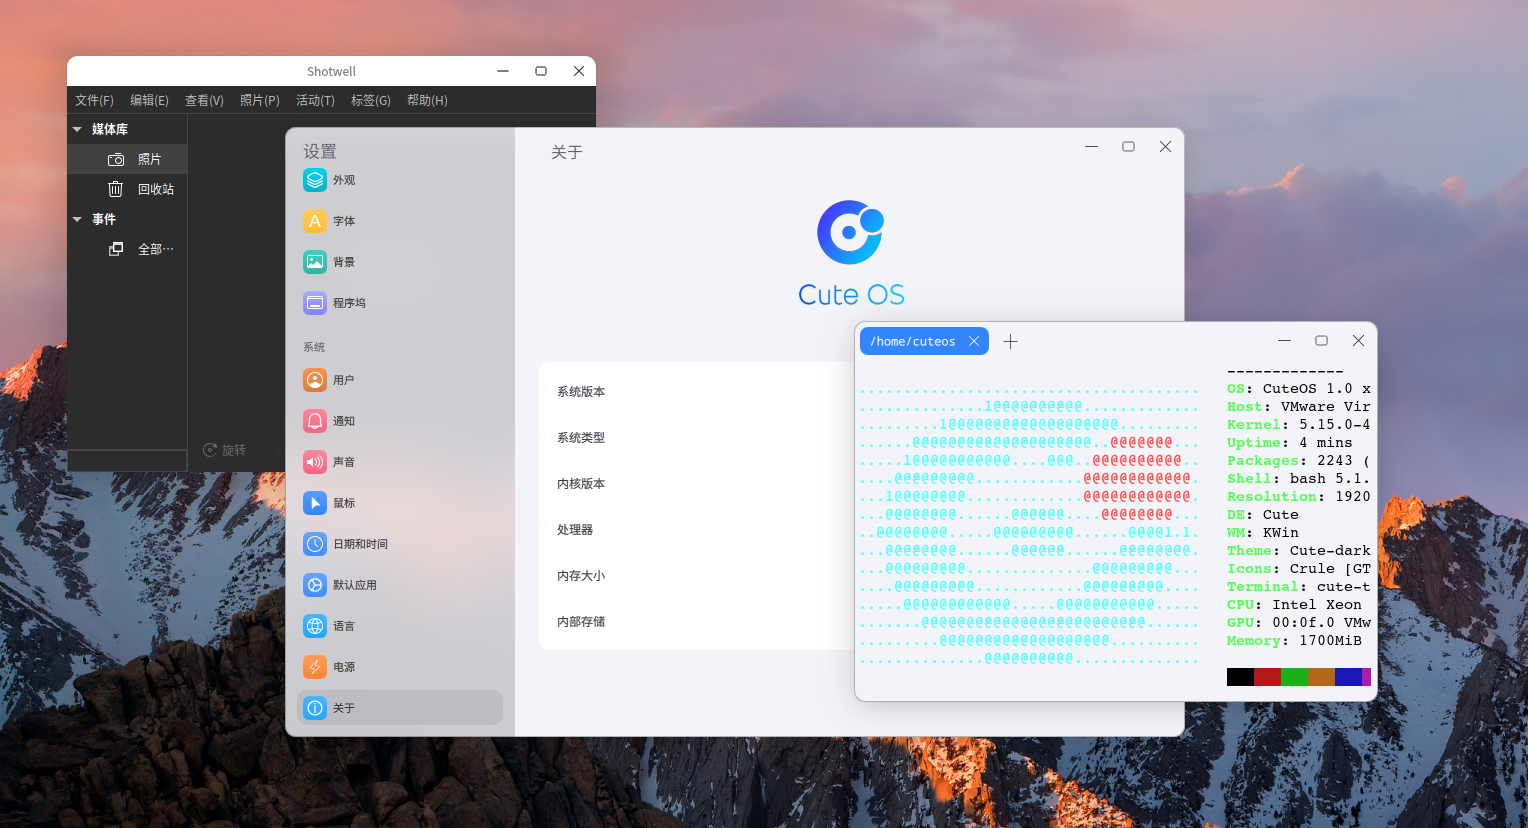 Shotwell
文件(F) 编辑(E) 查看(V) 照片(P) 活动(T) 标签(G) 帮助(H)
媒体库
照片
回收站
事件
全部…
旋转
设置
外观
字体
背景
程序坞
系统
用户
通知
声音
鼠标
日期和时间
默认应用
语言
电源
关于
关于
Cute OS
系统版本
系统类型
内核版本
处理器
内存大小
内部存储
/home/cuteos
-------------
OS: CuteOS 1.0 x
Host: VMware Vir
Kernel: 5.15.0-4
Uptime: 4 mins
Packages: 2243 (
Shell: bash 5.1.
Resolution: 1920
DE: Cute
WM: KWin
Theme: Cute-dark
Icons: Crule [GT
Terminal: cute-t
CPU: Intel Xeon
GPU: 00:0f.0 VMw
Memory: 1700MiB